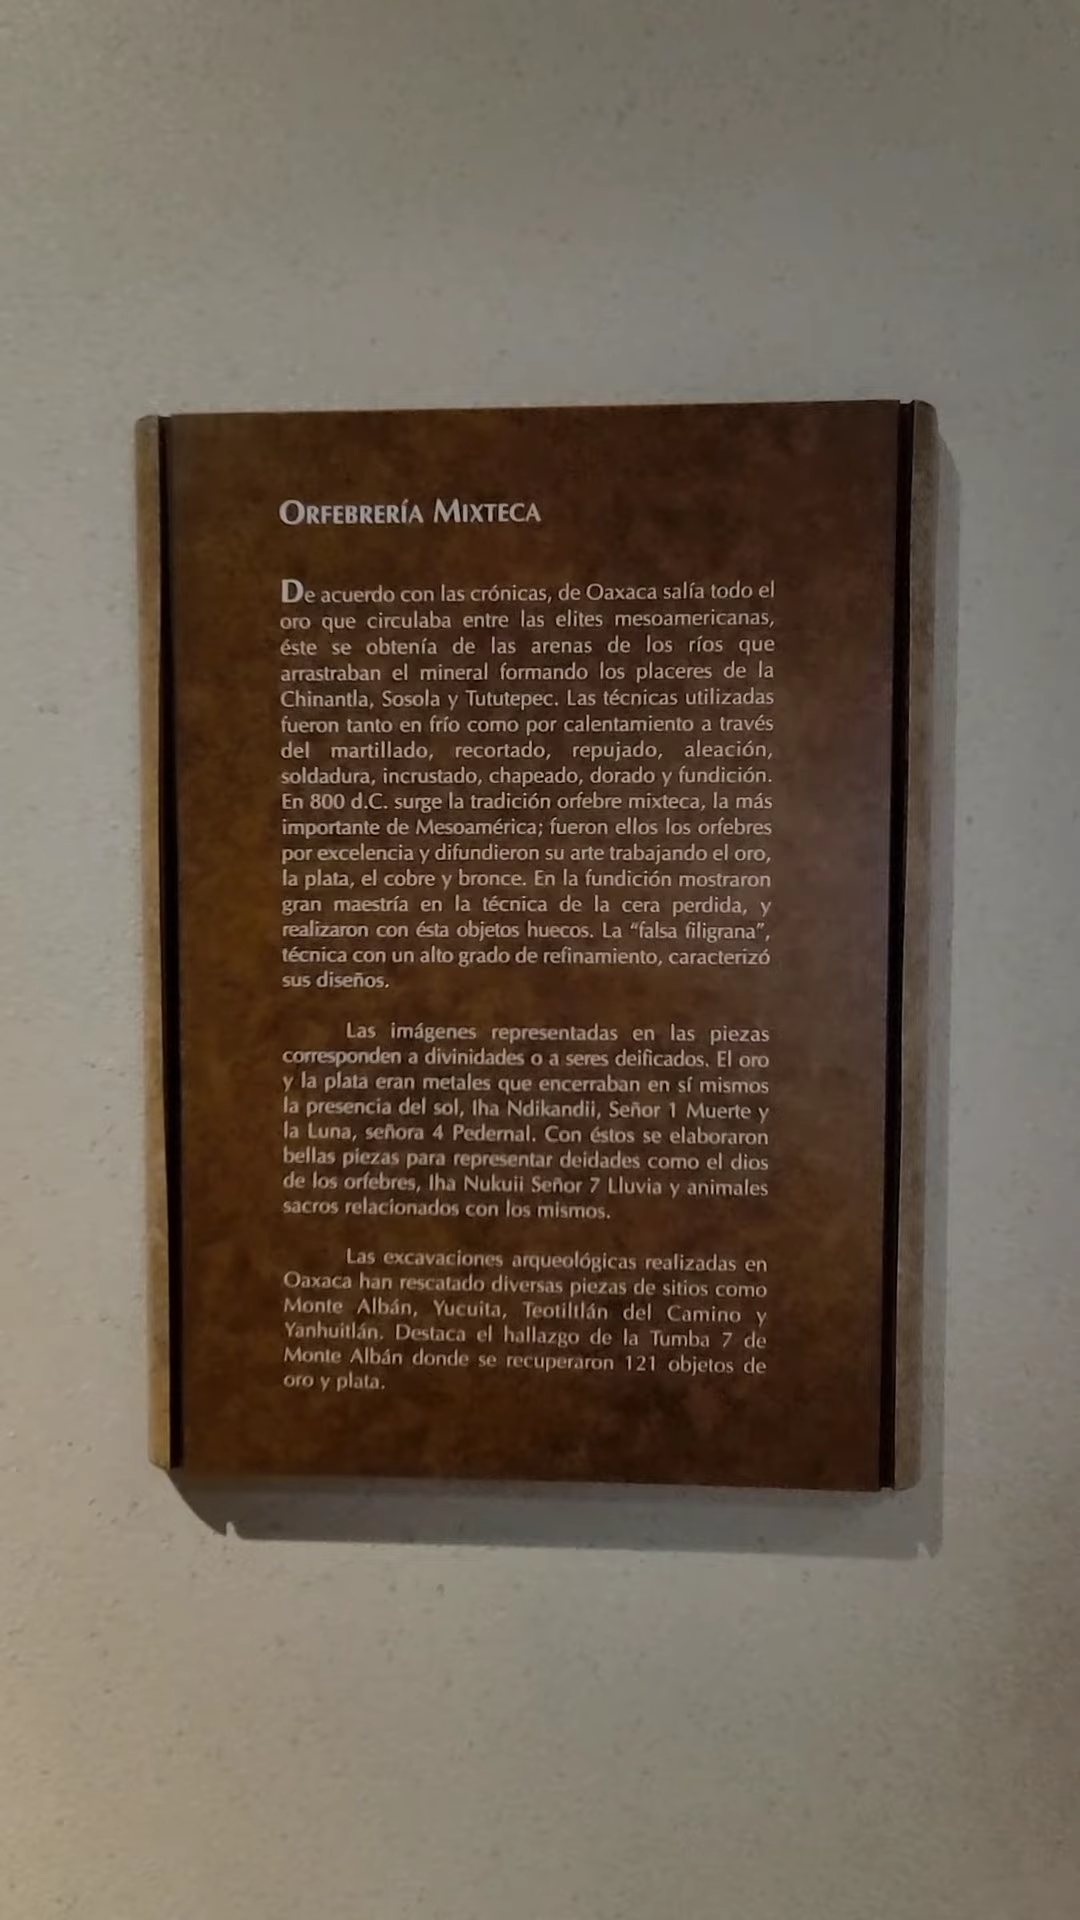 ORFEBRERÍA MIXTECA
De acuerdo con las crónicas, de Oaxaca salía todo el
oro que circulaba entre las elites mesoamericanas,
éste se obtenía de las arenas de los ríos que
arrastraban el mineral formando los placeres de la
Chinantla, Sosola y Tututepec. Las técnicas utilizadas
fueron tanto en frío como por calentamiento a través
del martillado, recortado, repujado, aleación,
soldadura, incrustado, chapeado, dorado y fundición.
En 800 d.C. surge la tradición orfebre mixteca, la más
importante de Mesoamérica; fueron ellos los orfebres
por excelencia y difundieron su arte trabajando el oro,
la plata, el cobre y bronce. En la fundición mostraron
gran maestría en la técnica de la cera perdida, y
realizaron con ésta objetos huecos. La “falsa filigrana”,
técnica con un alto grado de refinamiento, caracterizó
sus diseños.
Las imágenes representadas en las piezas
corresponden a divinidades o a seres deificados. El oro
y la plata eran metales que encerraban en sí mismos
la presencia del sol, Iha Ndikandii, Señor 1 Muerte y
la Luna, señora 4 Pedernal. Con éstos se elaboraron
bellas piezas para representar deidades como el dios
de los orfebres, Iha Nukuii Señor 7 Lluvia y animales
sacros relacionados con los mismos.
Las excavaciones arqueológicas realizadas en
Oaxaca han rescatado diversas piezas de sitios como
Monte Albán, Yucuita, Teotiltlán del Camino y
Yanhuitlán. Destaca el hallazgo de la Tumba 7 de
Monte Albán donde se recuperaron 121 objetos de
oro y plata.